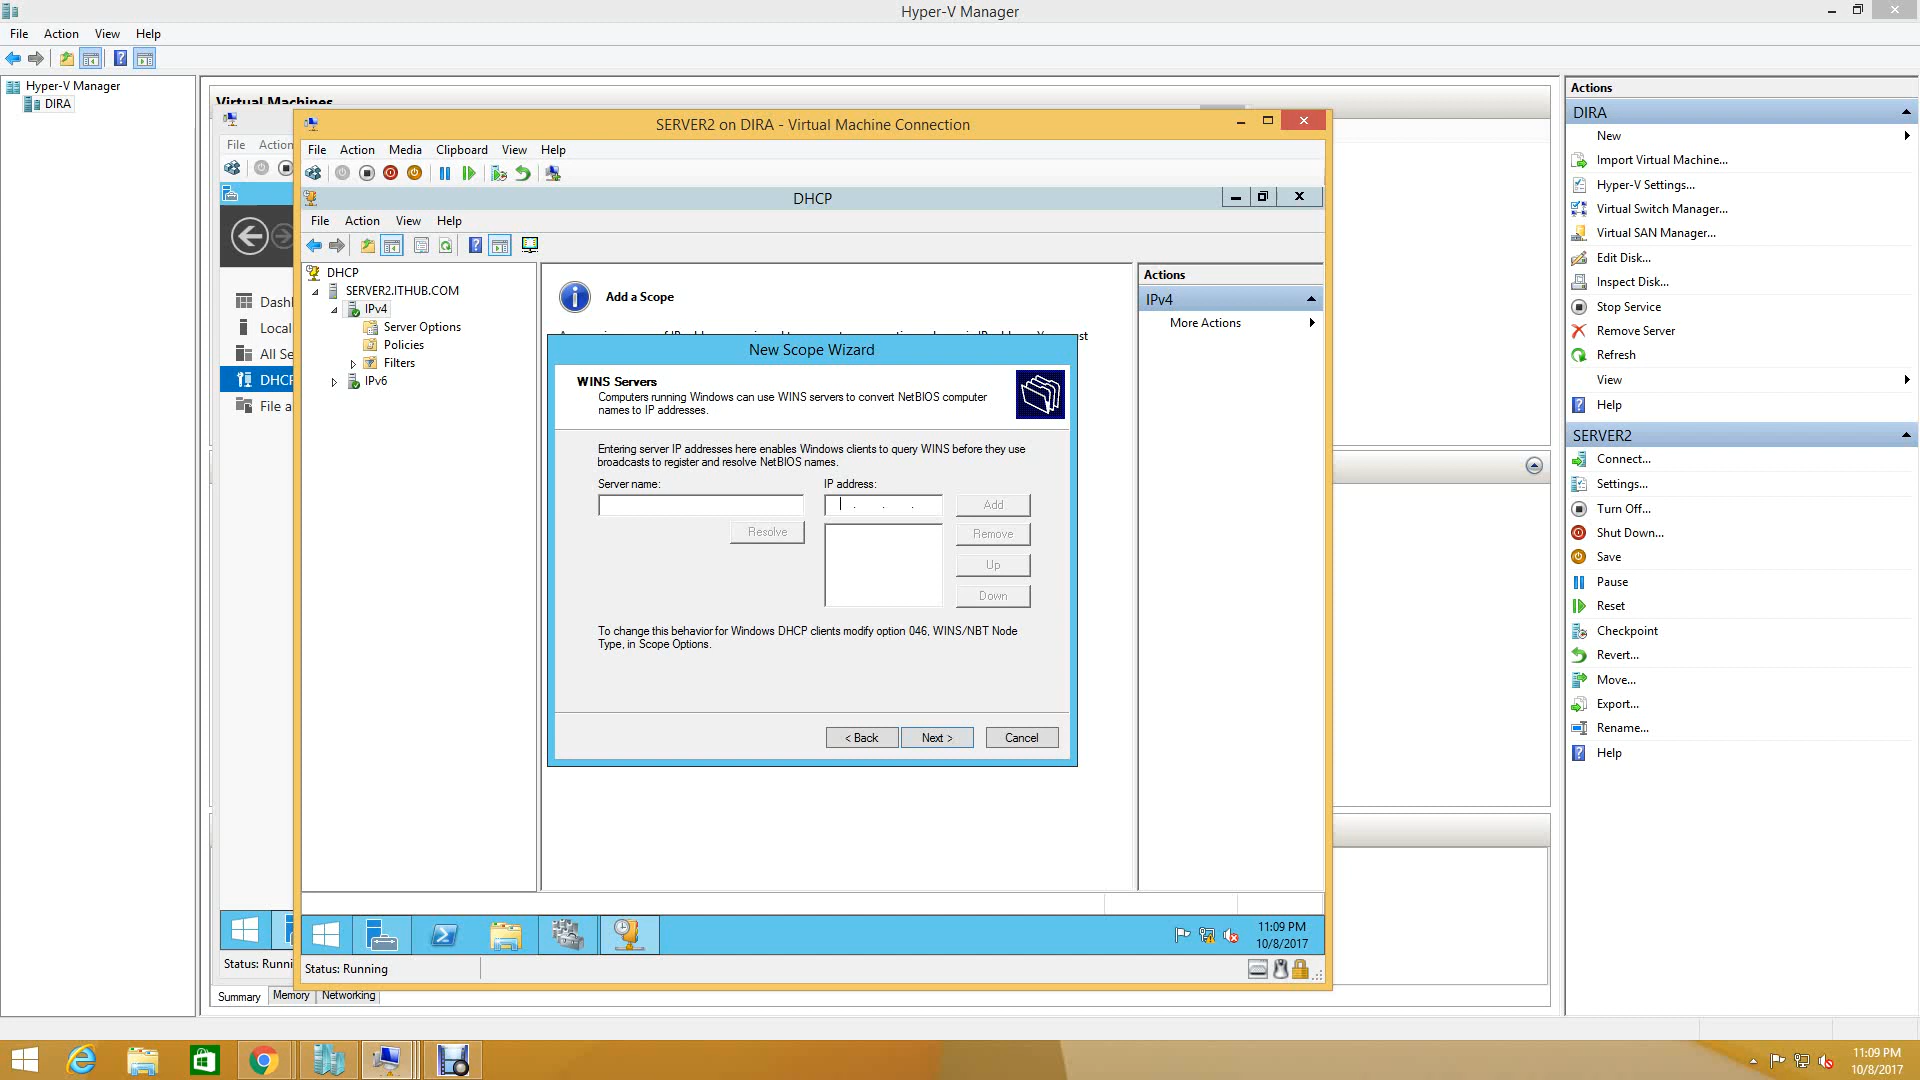 Hyper-V Manager
File Action View Help
Hyper-V Manager
DIRA
Virtual Machines
File Action
Dashl
Local
All Se
DHCP
File a
Status: Runni
Summary Memory Networking
SERVER2 on DIRA - Virtual Machine Connection
File Action Media Clipboard View Help
DHCP
File Action View Help
DHCP
SERVER2.ITHUB.COM
IPv4
Server Options
Policies
Filters
IPv6
Add a Scope
New Scope Wizard
WINS Servers
Computers running Windows can use WINS servers to convert NetBIOS computer
names to IP addresses.
Entering server IP addresses here enables Windows clients to query WINS before they use
broadcasts to register and resolve NetBIOS names.
Server name: IP address:
Add
Resolve Remove
Up
Down
To change this behavior for Windows DHCP clients modify option 046, WINS/NBT Node
Type, in Scope Options.
< Back Next > Cancel
Actions
IPv4
More Actions
11:09 PM
10/8/2017
Status: Running
Actions
DIRA
New
Import Virtual Machine...
Hyper-V Settings...
Virtual Switch Manager...
Virtual SAN Manager...
Edit Disk...
Inspect Disk...
Stop Service
Remove Server
Refresh
View
Help
SERVER2
Connect...
Settings...
Turn Off...
Shut Down...
Save
Pause
Reset
Checkpoint
Revert...
Move...
Export...
Rename...
Help
11:09 PM
10/8/2017